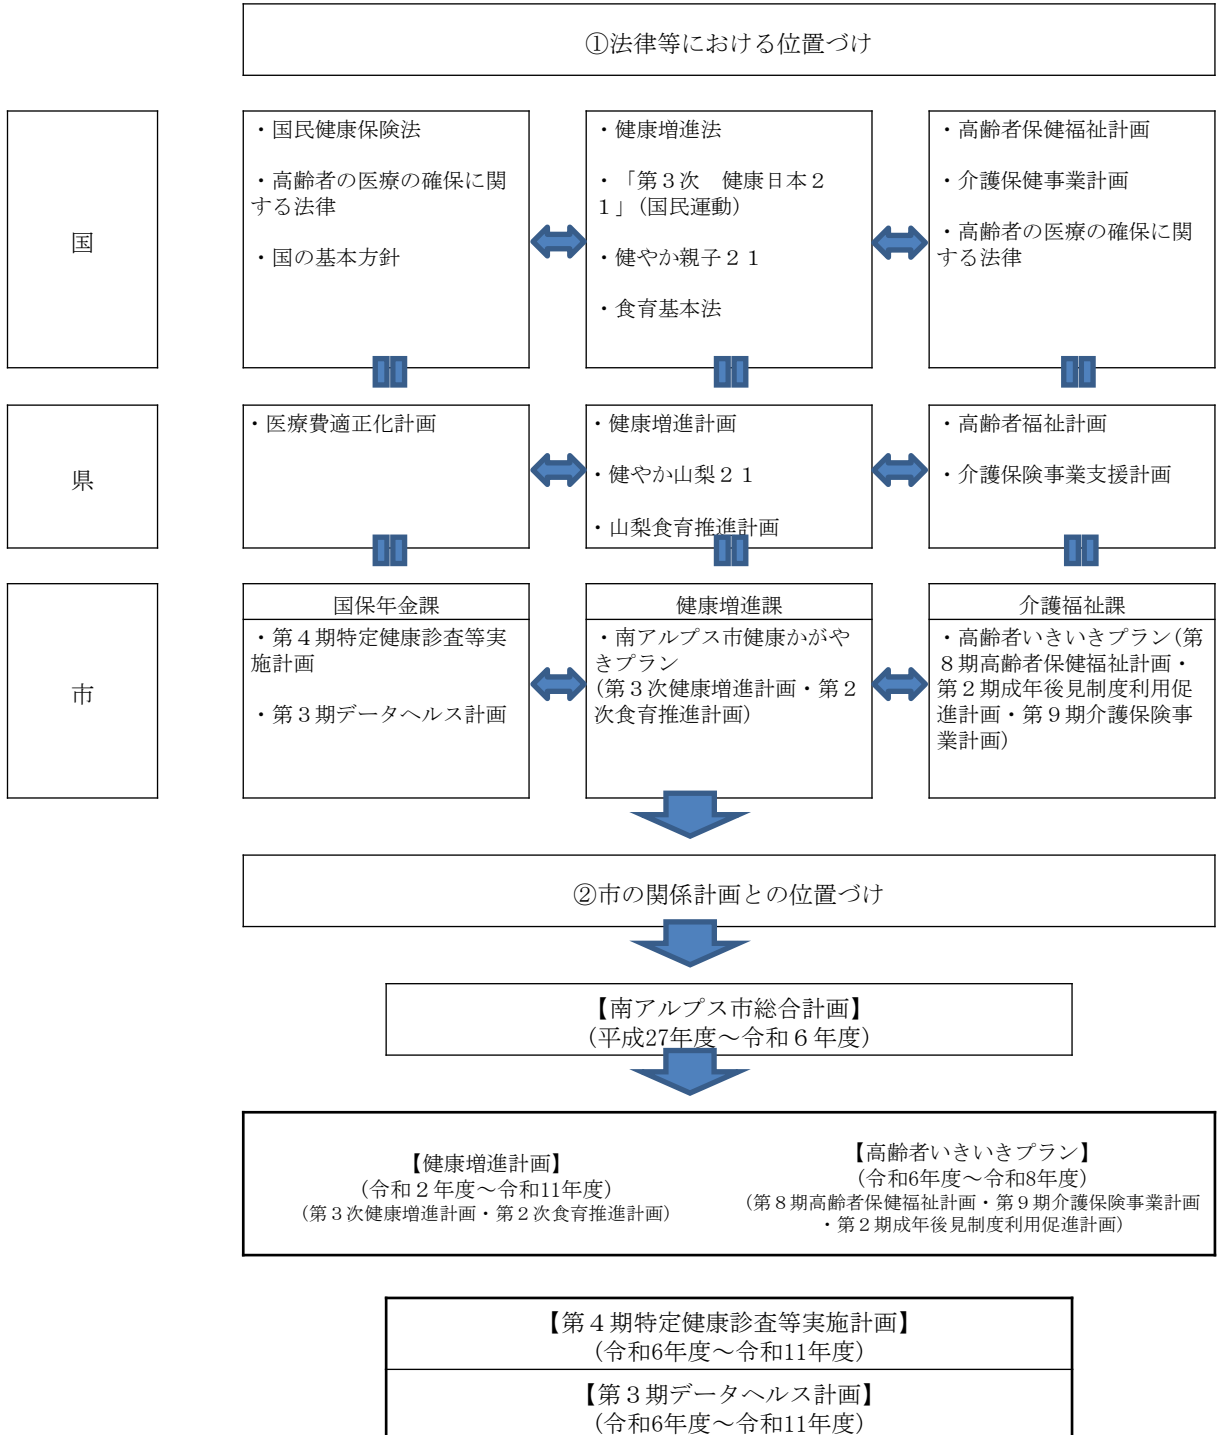 ①法律等における位置づけ
国
・国民健康保険法
・高齢者の医療の確保に関
する法律
・国の基本方針
・健康増進法
・「第３次　健康日本２
１」(国民運動)
・健やか親子２１
・食育基本法
・高齢者保健福祉計画
・介護保健事業計画
・高齢者の医療の確保に関
する法律
県
・医療費適正化計画
・健康増進計画
・健やか山梨２１
・山梨食育推進計画
・高齢者福祉計画
・介護保険事業支援計画
市
国保年金課
・第４期特定健康診査等実
施計画
・第３期データヘルス計画
健康増進課
・南アルプス市健康かがや
きプラン
(第３次健康増進計画・第２
次食育推進計画)
介護福祉課
・高齢者いきいきプラン(第
８期高齢者保健福祉計画・
第２期成年後見制度利用促
進計画・第９期介護保険事
業計画)
②市の関係計画との位置づけ
【南アルプス市総合計画】
(平成27年度～令和６年度)
【健康増進計画】
(令和２年度～令和11年度)
(第３次健康増進計画・第２次食育推進計画)
【高齢者いきいきプラン】
(令和6年度～令和8年度)
(第８期高齢者保健福祉計画・第９期介護保険事業計画
・第２期成年後見制度利用促進計画)
【第４期特定健康診査等実施計画】
(令和6年度～令和11年度)
【第３期データヘルス計画】
(令和6年度～令和11年度)